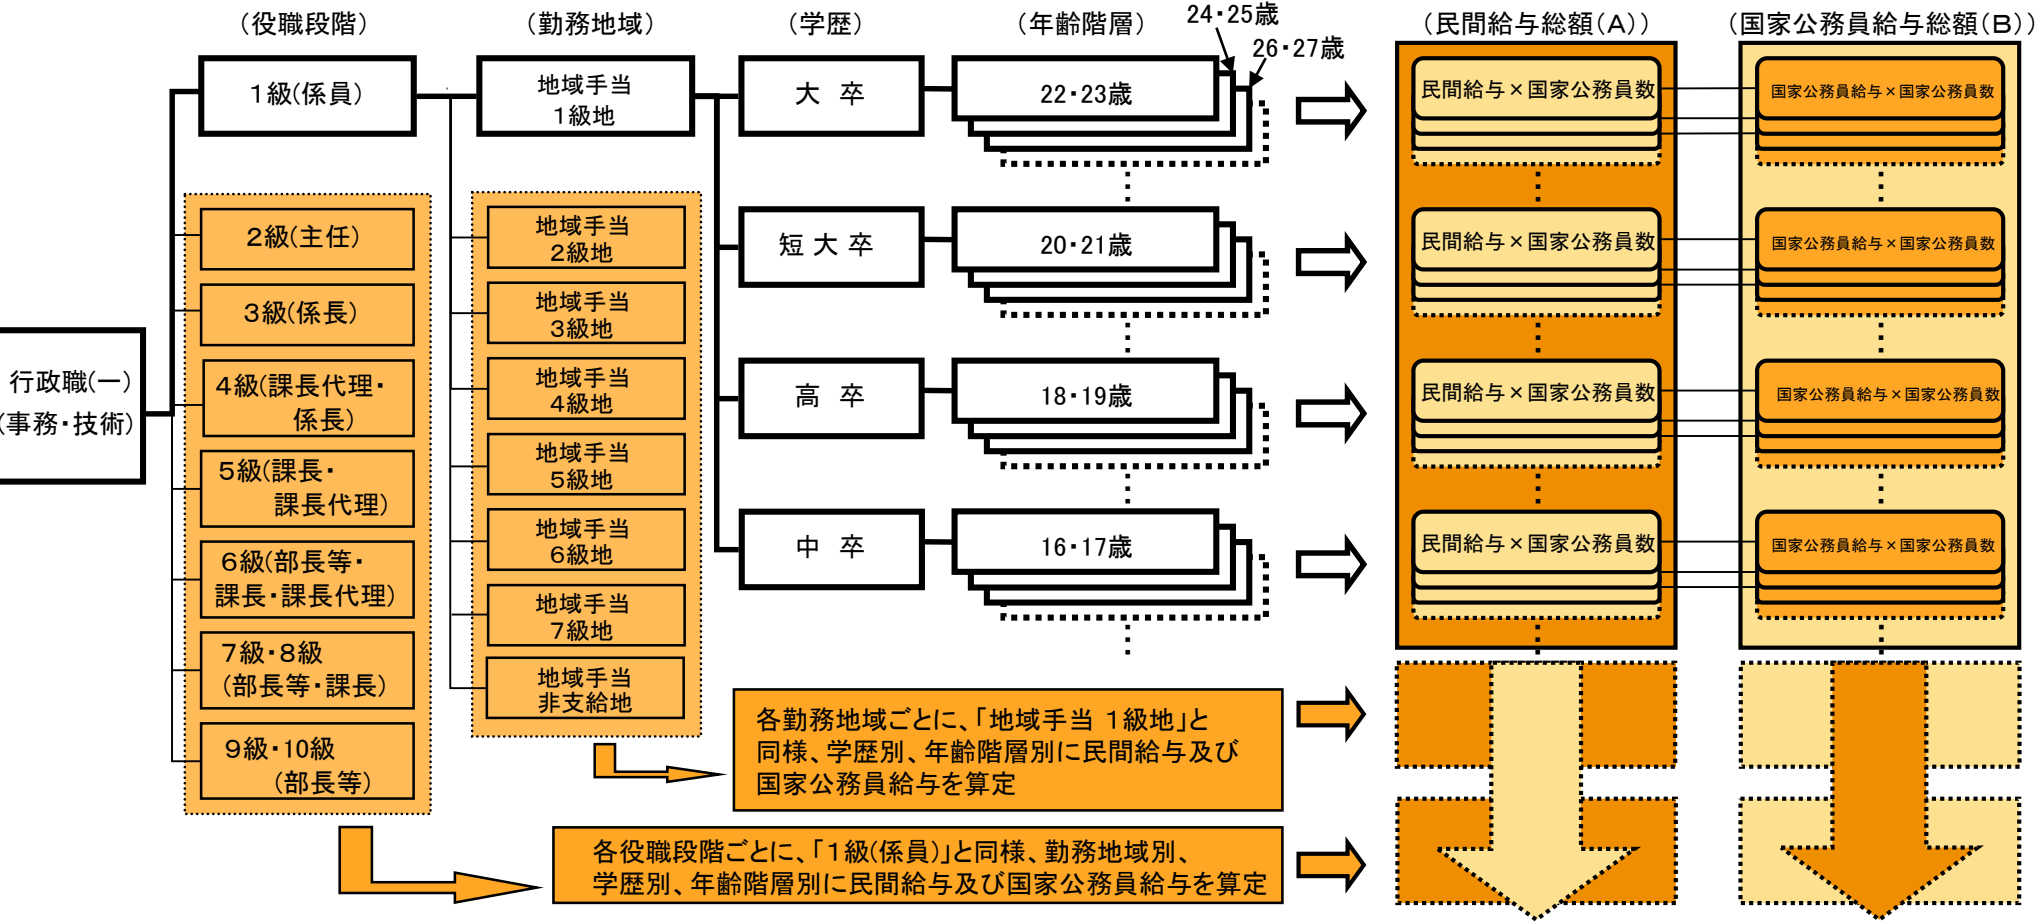 (役職段階)
(勤務地域)
(学歴)
(年齢階層)
24・25歳
26・27歳
(民間給与総額(A))
(国家公務員給与総額(B))
行政職(一)
(事務・技術)
1級(係員)
2級(主任)
3級(係長)
4級(課長代理・
係長)
5級(課長・
課長代理)
6級(部長等・
課長・課長代理)
7級・8級
(部長等・課長)
9級・10級
(部長等)
地域手当
1級地
地域手当
2級地
地域手当
3級地
地域手当
4級地
地域手当
5級地
地域手当
6級地
地域手当
7級地
地域手当
非支給地
大 卒
22・23歳
民間給与×国家公務員数
国家公務員給与×国家公務員数
短 大 卒
20・21歳
民間給与×国家公務員数
国家公務員給与×国家公務員数
高 卒
18・19歳
民間給与×国家公務員数
国家公務員給与×国家公務員数
中 卒
16・17歳
民間給与×国家公務員数
国家公務員給与×国家公務員数
各勤務地域ごとに、「地域手当 1級地」と
同様、学歴別、年齢階層別に民間給与及び
国家公務員給与を算定
各役職段階ごとに、「1級(係員)」と同様、勤務地域別、
学歴別、年齢階層別に民間給与及び国家公務員給与を算定